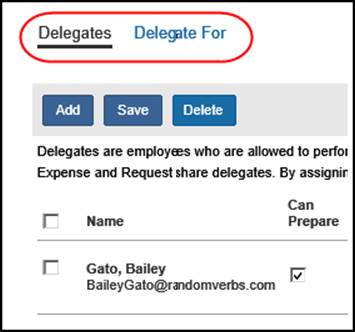 Delegates Delegate For
Add Save Delete
Delegates are employees who are allowed to perfor
Expense and Request share delegates. By assignin
Can
Name Prepare
Gato, Bailey
BaileyGato@randomverbs.com